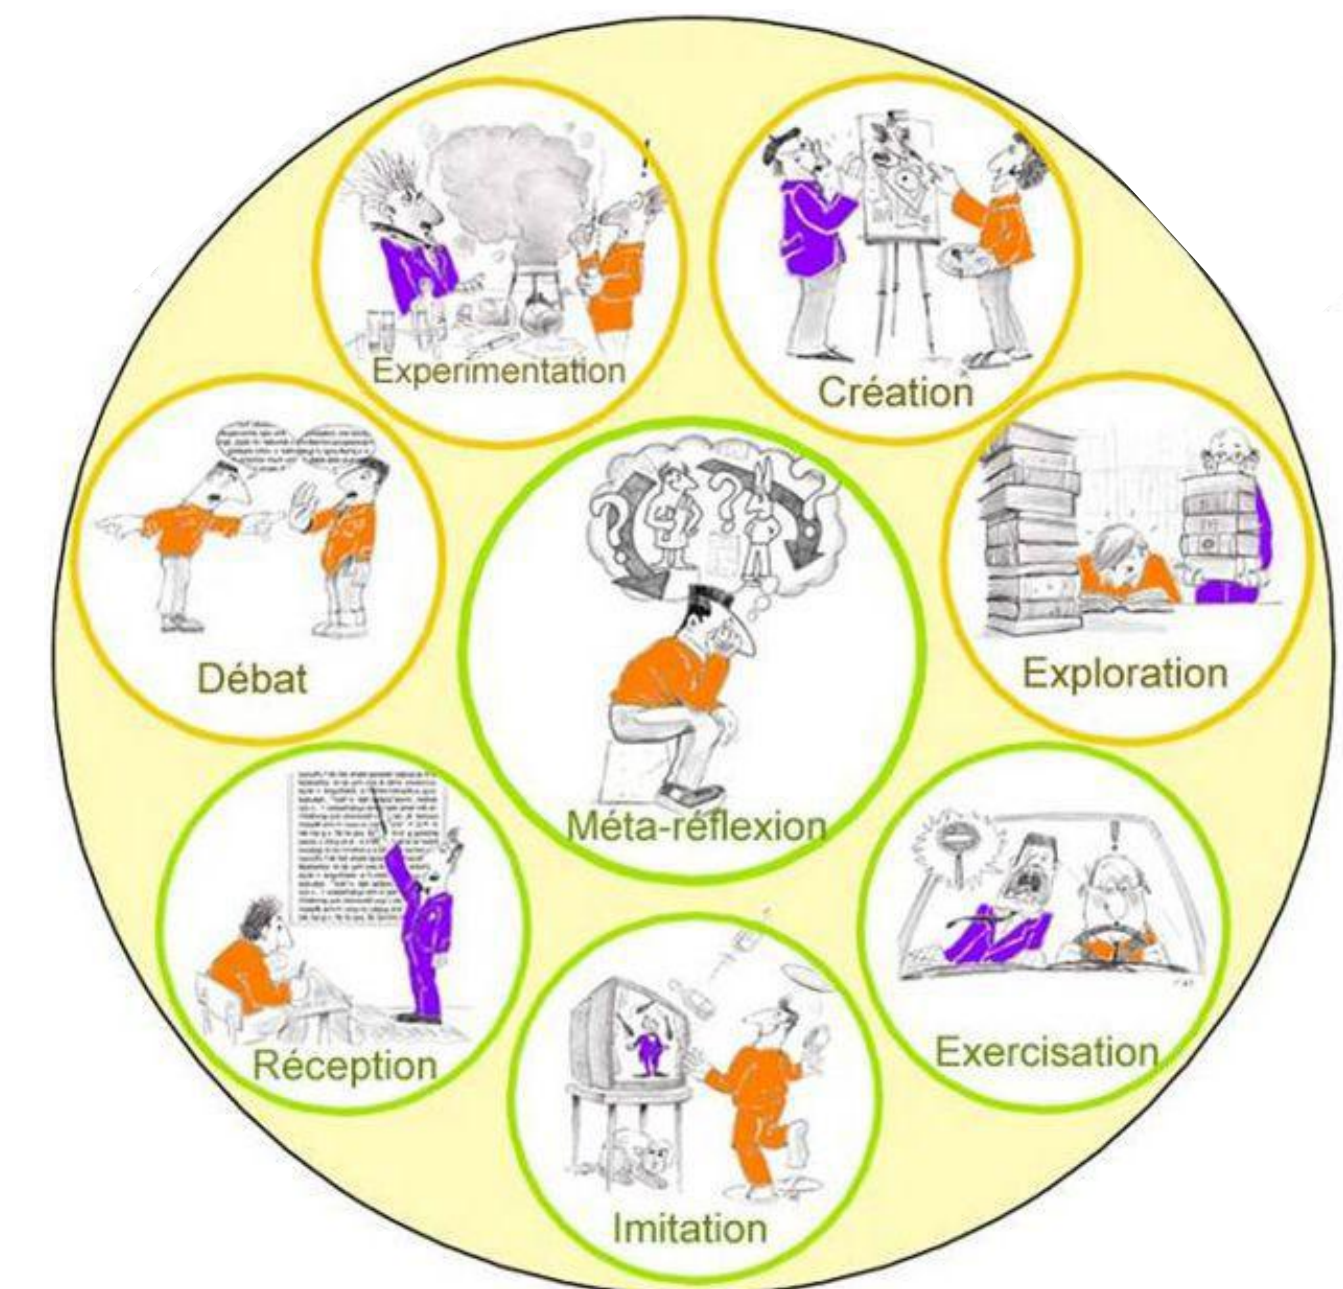 Experimentation
Création
Débat
Exploration
Méta-réflexion
Réception
Exercisation
Imitation